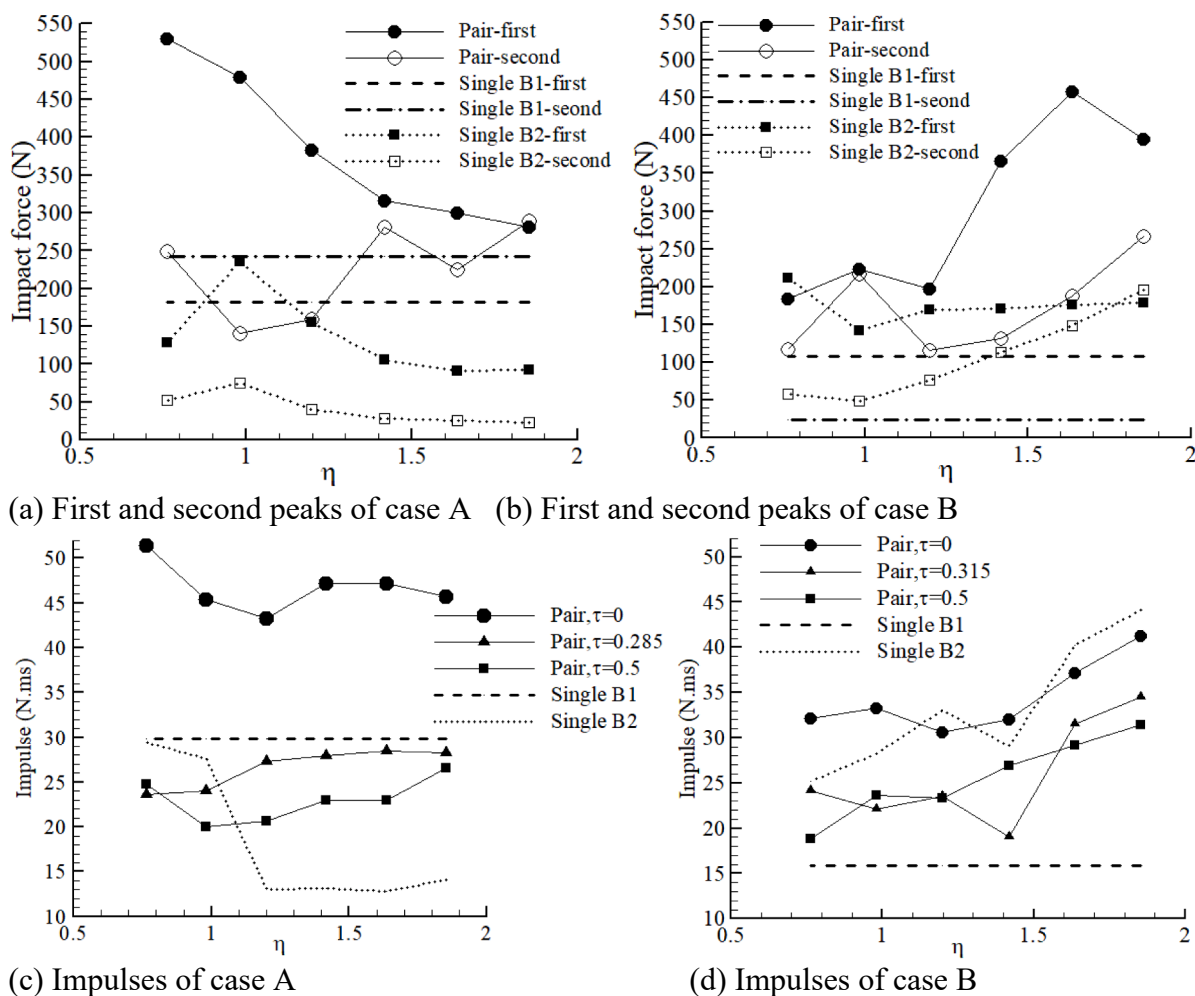 550
500
450
400
350
300
250
200
150
100
50
0
Impact force (N)
0.5
1
1.5
2
η
Pair-first
Pair-second
Single B1-first
Single B1-seond
Single B2-first
Single B2-second
550
500
450
400
350
300
250
200
150
100
50
0
Impact force (N)
0.5
1
1.5
2
η
Pair-first
Pair-second
Single B1-first
Single B1-seond
Single B2-first
Single B2-second
(a) First and second peaks of case A
(b) First and second peaks of case B
50
45
40
35
30
25
20
15
10
Impulse (N.ms)
0.5
1
1.5
2
η
Pair,τ=0
Pair,τ=0.285
Pair,τ=0.5
Single B1
Single B2
50
45
40
35
30
25
20
15
10
Impulse (N.ms)
0.5
1
1.5
2
η
Pair,τ=0
Pair,τ=0.315
Pair,τ=0.5
Single B1
Single B2
(c) Impulses of case A
(d) Impulses of case B